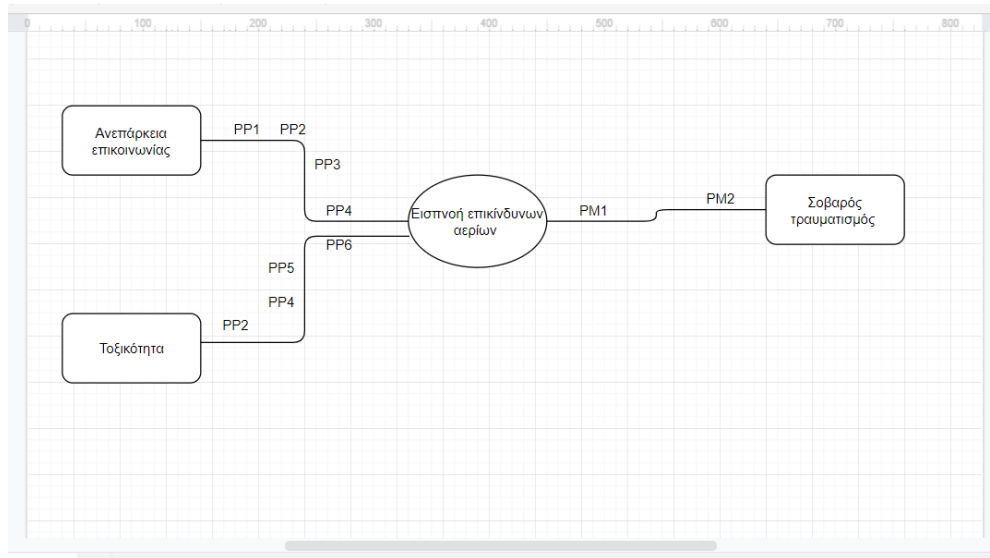 0 100 200 300 400 500 600 700 800
Ανεπάρκεια
επικοινωνίας
PP1 PP2
PP3
PP4
Εισπνοή επικίνδυνων
αερίων
PM1
PM2
Σοβαρός
τραυματισμός
PP6
PP5
PP4
PP2
Τοξικότητα